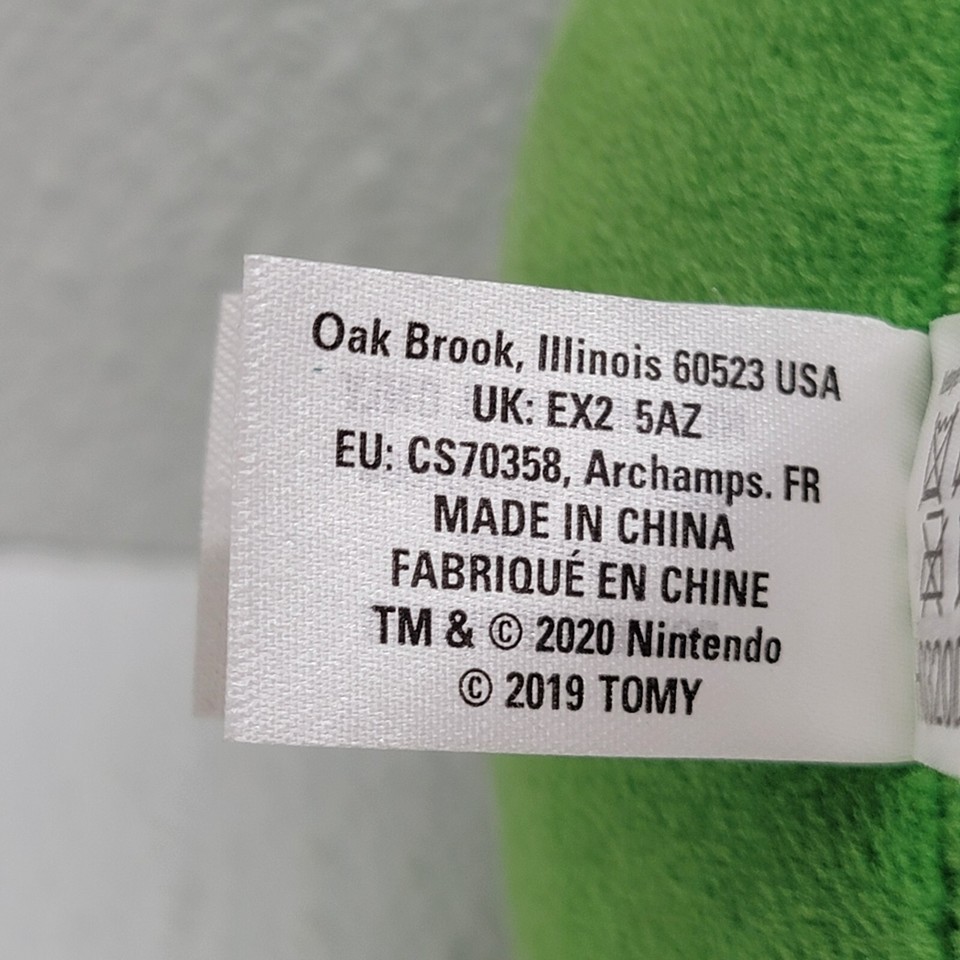 Oak Brook, Illinois 60523 USA
UK: EX2 5AZ
EU: CS70358, Archamps. FR
MADE IN CHINA
FABRIQUÉ EN CHINE
TM & © 2020 Nintendo
© 2019 TOMY